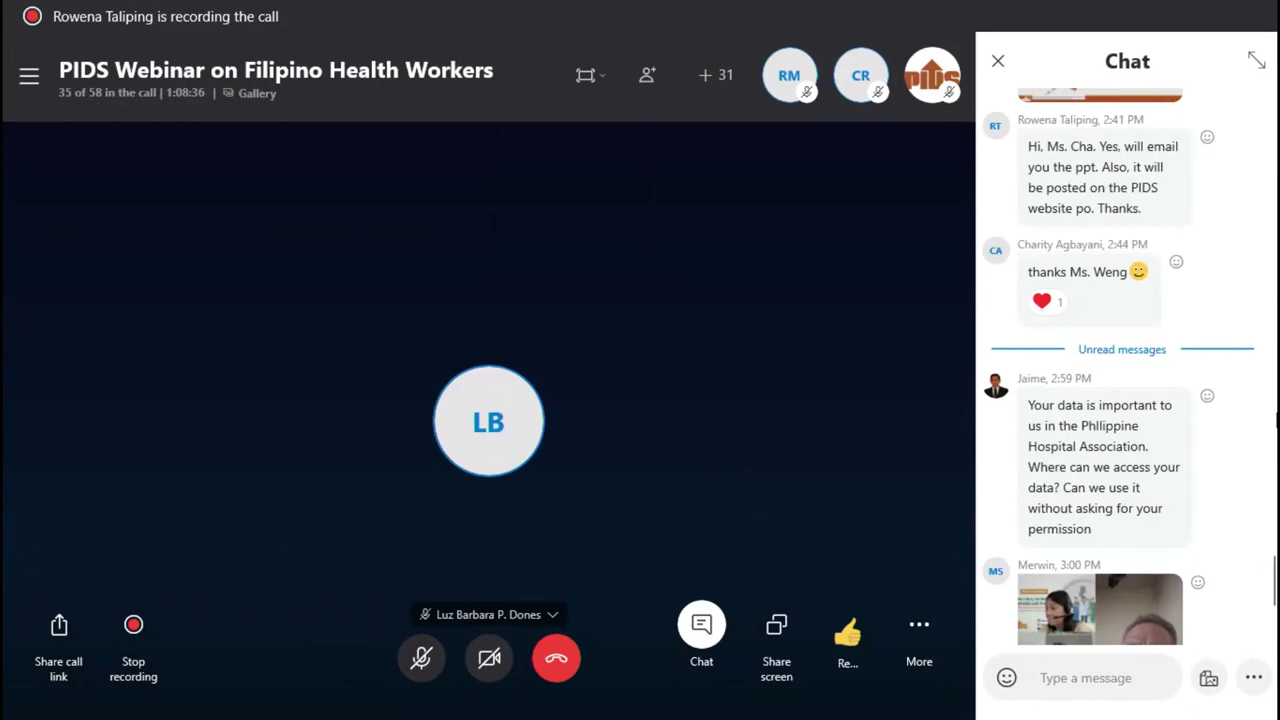 Rowena Taliping is recording the call
PIDS Webinar on Filipino Health Workers
35 of 58 in the call | 1:08:36 | Gallery
+ 31
RM
CR
PIDS
LB
Luz Barbara P. Dones
Share call
link
Stop
recording
Chat
Share
screen
Re...
More
Chat
RT
Rowena Taliping, 2:41 PM
Hi, Ms. Cha. Yes, will email
you the ppt. Also, it will
be posted on the PIDS
website po. Thanks.
CA
Charity Agbayani, 2:44 PM
thanks Ms. Weng
1
Unread messages
Jaime, 2:59 PM
Your data is important to
us in the PhIlippine
Hospital Association.
Where can we access your
data? Can we use it
without asking for your
permission
MS
Merwin, 3:00 PM
Type a message